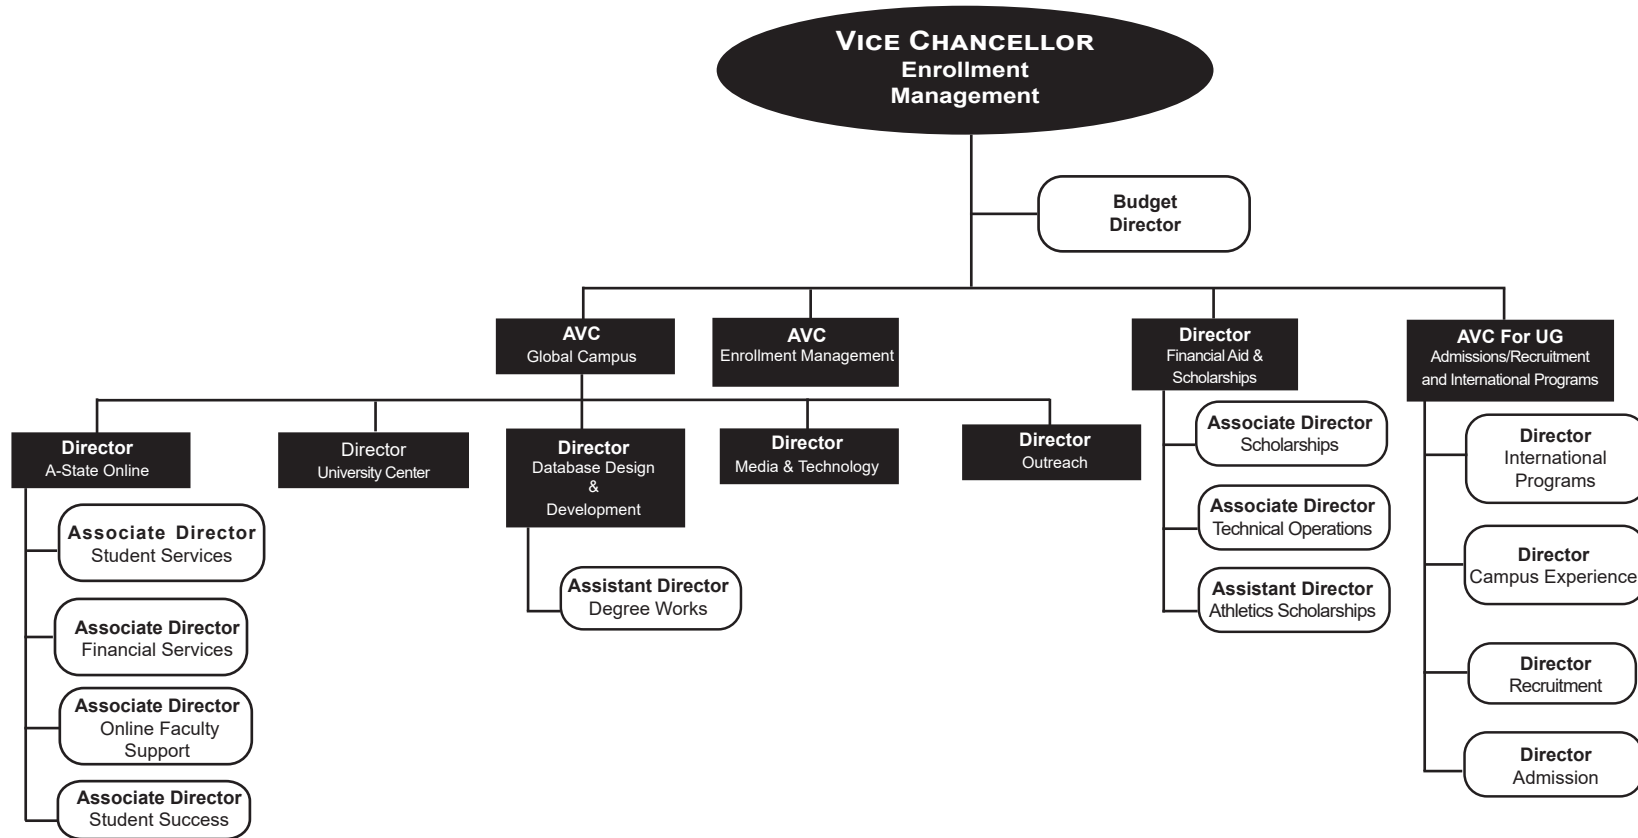 VICE CHANCELLOR
Enrollment
Management
Budget
Director
AVC
Global Campus
AVC
Enrollment Management
Director
Financial Aid &
Scholarships
AVC For UG
Admissions/Recruitment
and International Programs
Director
A-State Online
Director
University Center
Director
Database Design
&
Development
Director
Media & Technology
Director
Outreach
Associate Director
Student Services
Associate Director
Financial Services
Associate Director
Online Faculty
Support
Associate Director
Student Success
Assistant Director
Degree Works
Associate Director
Scholarships
Associate Director
Technical Operations
Assistant Director
Athletics Scholarships
Director
International
Programs
Director
Campus Experience
Director
Recruitment
Director
Admission